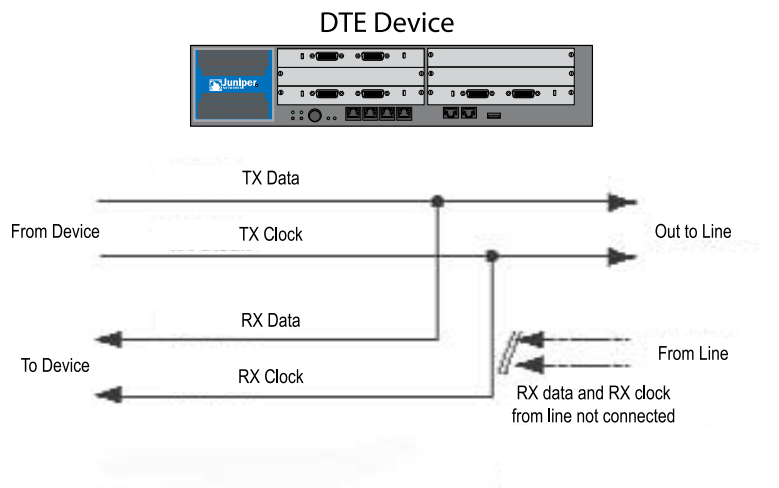 DTE Device
Juniper
NETWORKS
TX Data
From Device
TX Clock
Out to Line
RX Data
To Device
From Line
RX Clock
RX data and RX clock
from line not connected